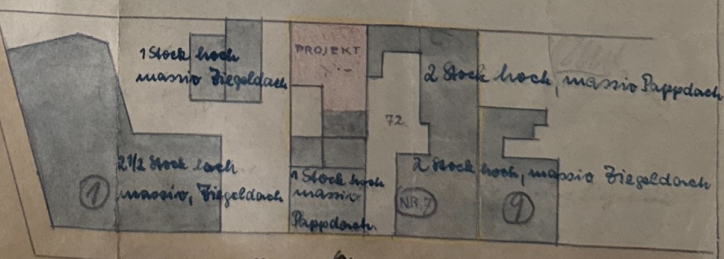 1 Stock hoch
massiv Ziegeldach
PROJEKT
2 Stock hoch, massiv Pappdach
72
2 1/2 Stock hoch
massiv, Ziegeldach
1
1 Stock hoch
massiv
Pappdach.
2 Stock hoch, massiv Ziegeldach
NR. 7
9